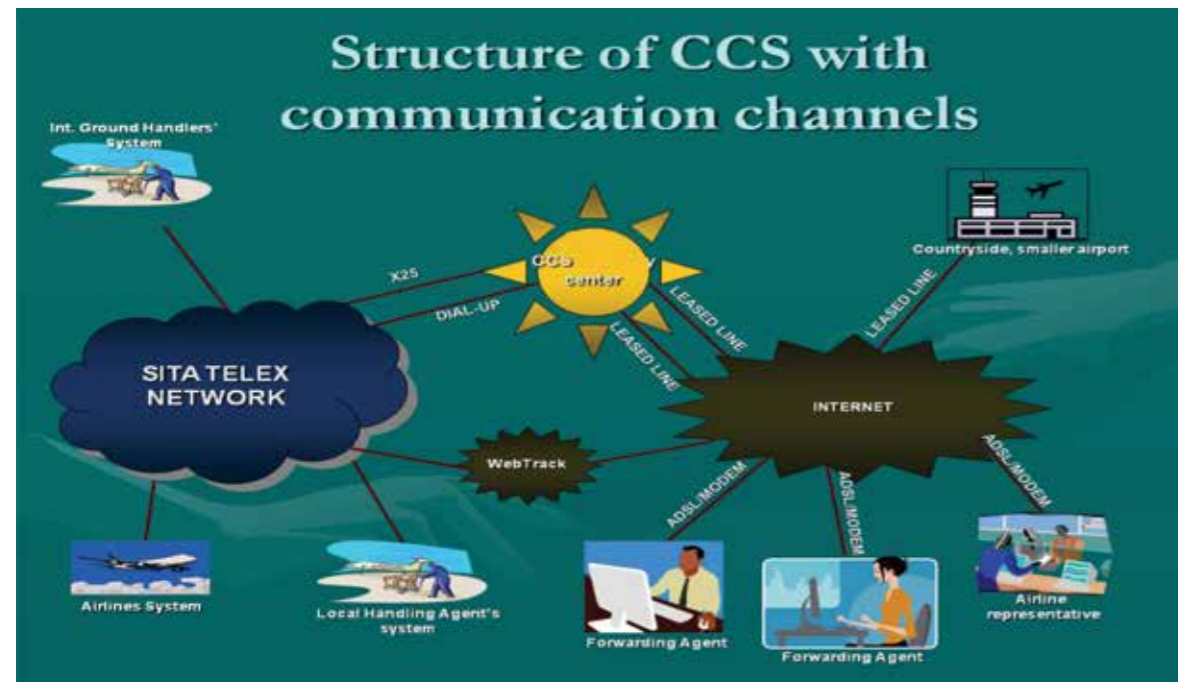 Structure of CCS with
communication channels
Int. Ground Handlers'
System
Countryside, smaller airport
CCS
center
X25
DIAL-UP
LEASED LINE
LEASED LINE
LEASED LINE
SITA TELEX
NETWORK
INTERNET
WebTrack
ADSL/MODEM
ADSL/MODEM
ADSL/MODEM
Airlines System
Local Handling Agent's
system
Forwarding Agent
Forwarding Agent
Airline
representative